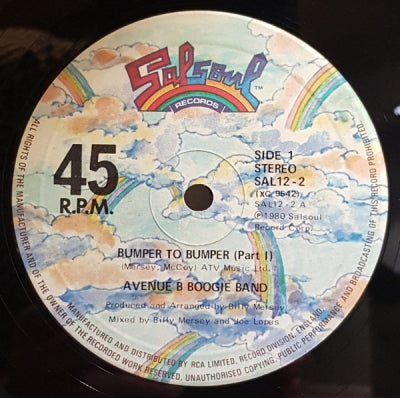 Salsoul™
RECORDS
45
R.P.M.
SIDE 1
STEREO
SAL12-2
(XC 9642)
SAL12-2 A
℗1980 Salsoul
Record Corp.
BUMPER TO BUMPER (Part I)
(Mersey, McCoy) ATV Music Ltd.
AVENUE B BOOGIE BAND
Produced and Arranged by Billy Mersey
Mixed by Billy Mersey and Joe Lopes
ALL RIGHTS OF THE MANUFACTURER AND OF THE OWNER OF THE RECORDED WORK RESERVED. UNAUTHORISED COPYING, PUBLIC PERFORMANCE AND BROADCASTING OF THIS RECORD PROHIBITED.
MANUFACTURED AND DISTRIBUTED BY RCA LIMITED, RECORD DIVISION, ENGLAND